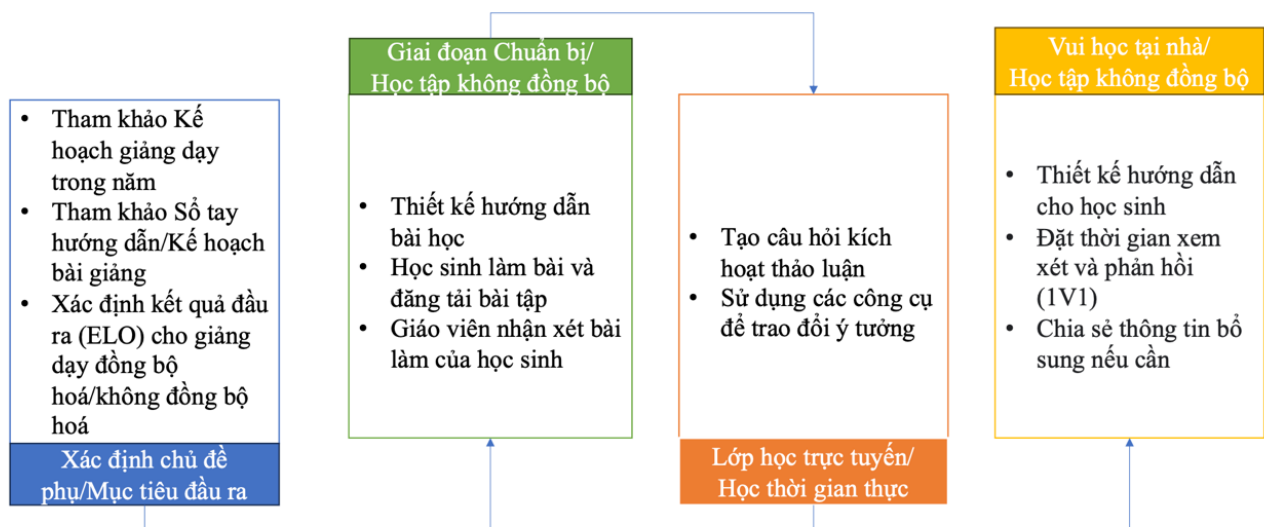 • Tham khảo Kế
hoạch giảng dạy
trong năm
• Tham khảo Sổ tay
hướng dẫn/Kế hoạch
bài giảng
• Xác định kết quả đầu
ra (ELO) cho giảng
dạy đồng bộ
hoá/không đồng bộ
hoá
Xác định chủ đề
phụ/Mục tiêu đầu ra
Giai đoạn Chuẩn bị/
Học tập không đồng bộ
• Thiết kế hướng dẫn
bài học
• Học sinh làm bài và
đăng tải bài tập
• Giáo viên nhận xét bài
làm của học sinh
• Tạo câu hỏi kích
hoạt thảo luận
• Sử dụng các công cụ
để trao đổi ý tưởng
Lớp học trực tuyến/
Học thời gian thực
Vui học tại nhà/
Học tập không đồng bộ
• Thiết kế hướng dẫn
cho học sinh
• Đặt thời gian xem
xét và phản hồi
(1V1)
• Chia sẻ thông tin bổ
sung nếu cần